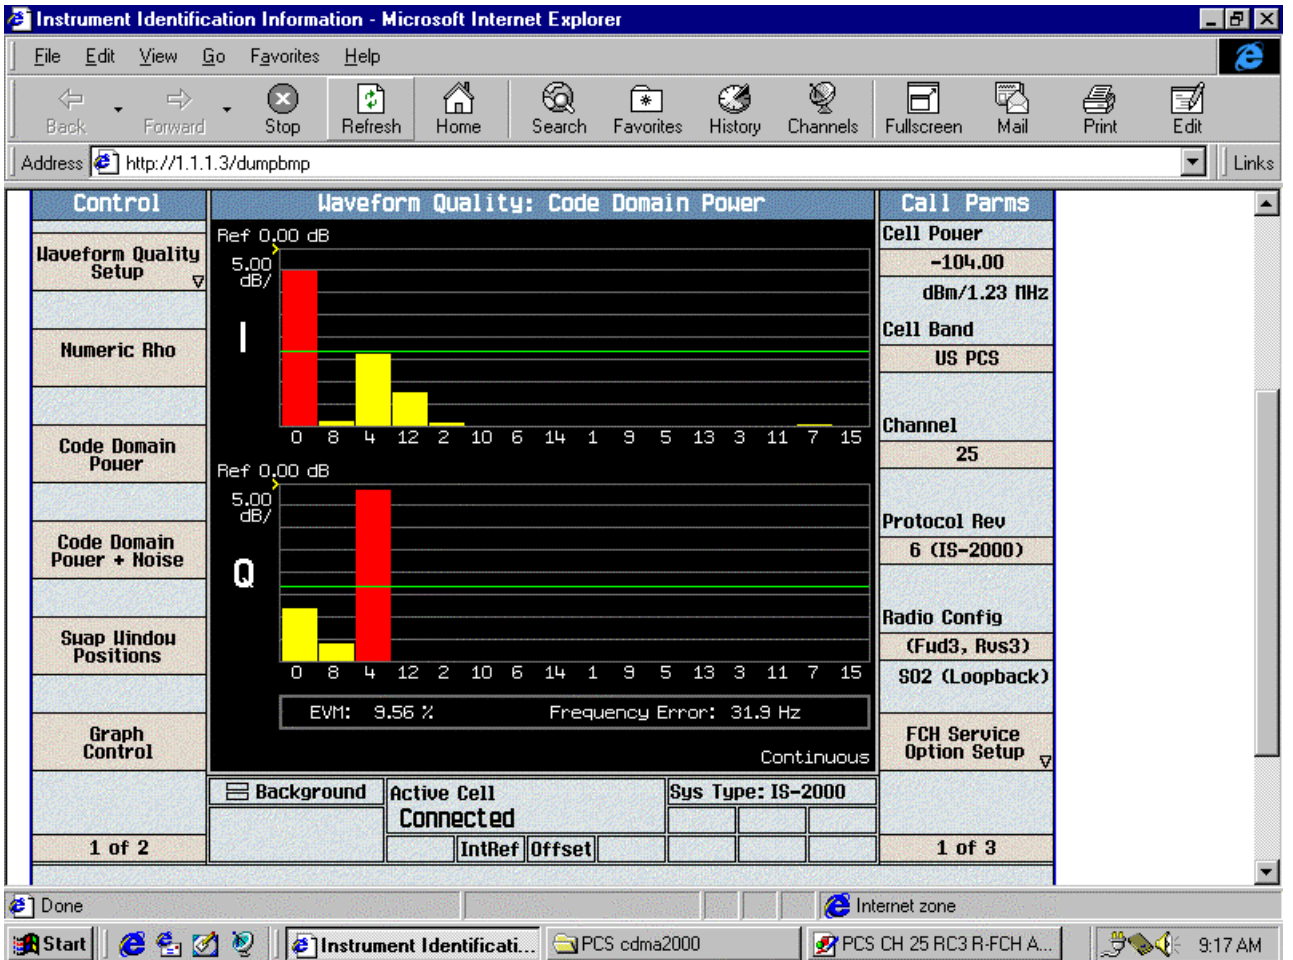 Instrument Identification Information - Microsoft Internet Explorer
File Edit View Go Favorites Help
Back Forward Stop Refresh Home Search Favorites History Channels Fullscreen Mail Print Edit
Address http://1.1.1.3/dumpbmp Links
Control
Waveform Quality
Setup
Numeric Rho
Code Domain
Power
Code Domain
Power + Noise
Swap Window
Positions
Graph
Control
1 of 2
Waveform Quality: Code Domain Power
Ref 0.00 dB
5.00
dB/
I
0 8 4 12 2 10 6 14 1 9 5 13 3 11 7 15
Ref 0.00 dB
5.00
dB/
Q
0 8 4 12 2 10 6 14 1 9 5 13 3 11 7 15
EVM: 9.56 % Frequency Error: 31.9 Hz
Continuous
Background
Active Cell
Connected
Sys Type: IS-2000
IntRef Offset
Call Parms
Cell Power
-104.00
dBm/1.23 MHz
Cell Band
US PCS
Channel
25
Protocol Rev
6 (IS-2000)
Radio Config
(Fwd3, Rvs3)
SO2 (Loopback)
FCH Service
Option Setup
1 of 3
Done Internet zone
Start Instrument Identificati... PCS cdma2000 PCS CH 25 RC3 R-FCH A... 9:17 AM